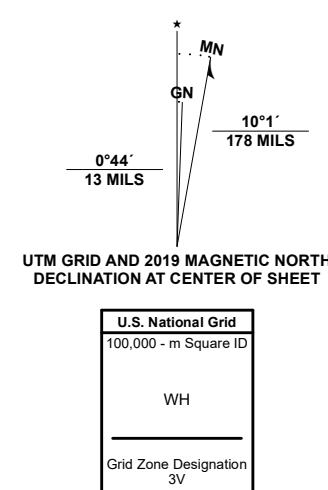 ★
MN
GN
10°1´
178 MILS
0°44´
13 MILS
UTM GRID AND 2019 MAGNETIC NORTH
DECLINATION AT CENTER OF SHEET
U.S. National Grid
100,000 - m Square ID
WH
Grid Zone Designation
3V